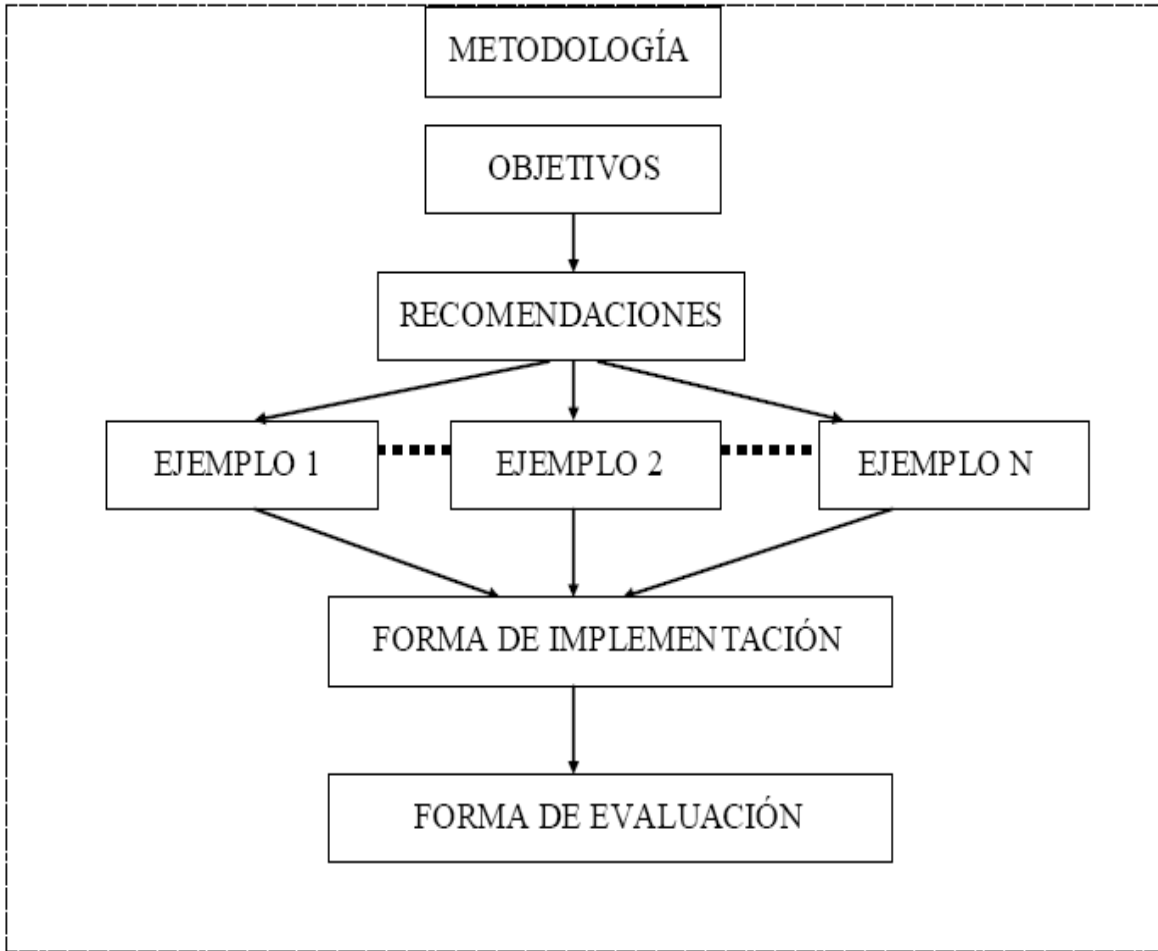 METODOLOGÍA
OBJETIVOS
RECOMENDACIONES
EJEMPLO 1
EJEMPLO 2
EJEMPLO N
FORMA DE IMPLEMENTACIÓN
FORMA DE EVALUACIÓN